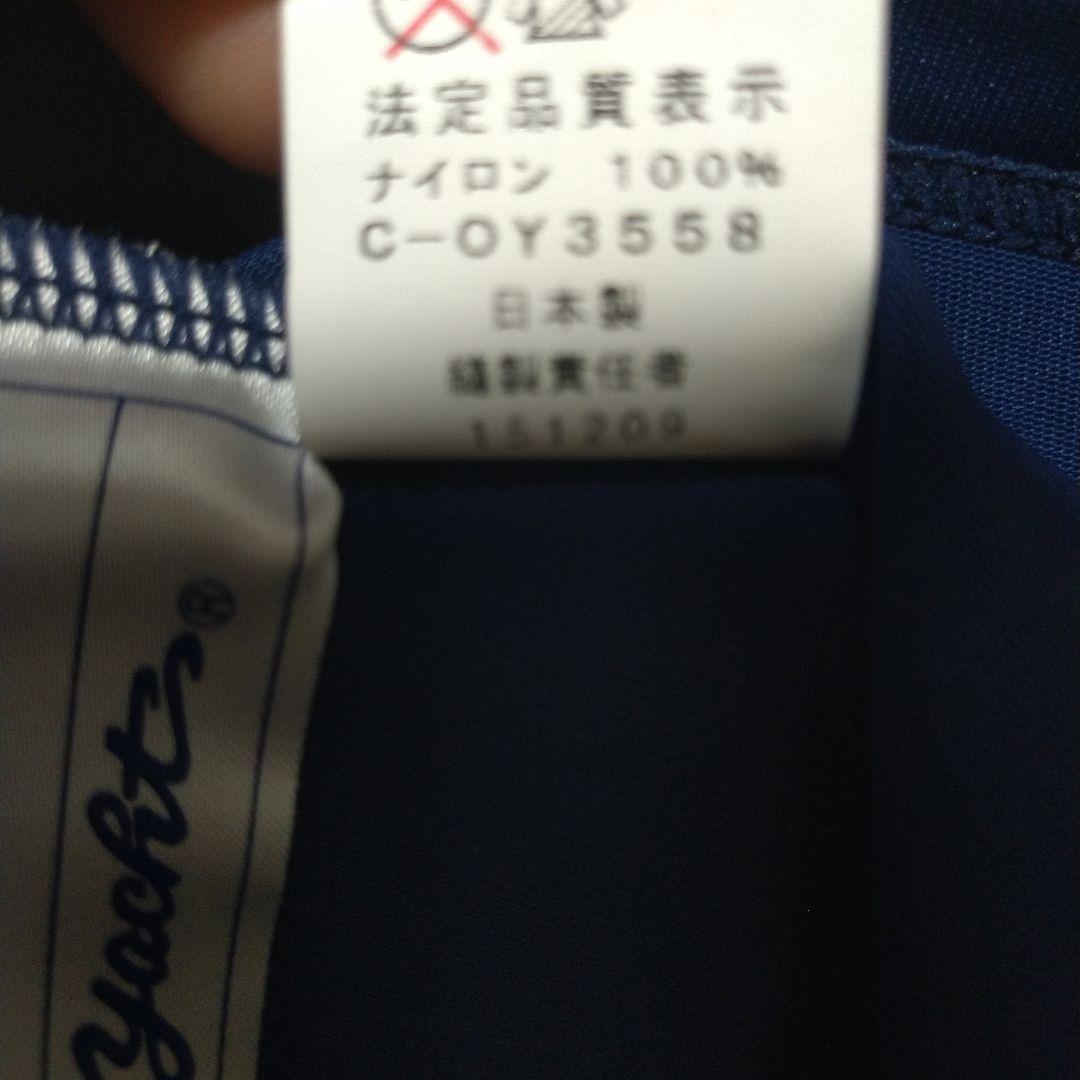 法定品質表示
ナイロン 100%
C-OY3558
日本製
縫製責任者
151209
yacht®